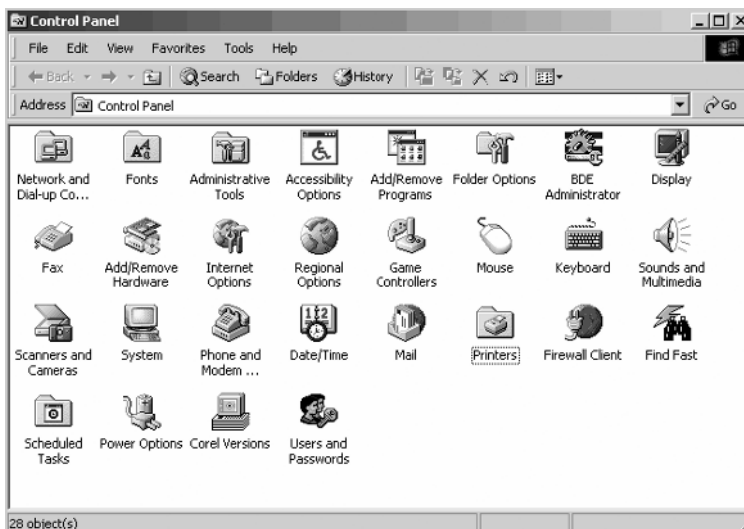 Control Panel
File Edit View Favorites Tools Help
Back Search Folders History
Address Control Panel Go
Network and Dial-up Co...
Fonts
Administrative Tools
Accessibility Options
Add/Remove Programs
Folder Options
BDE Administrator
Display
Fax
Add/Remove Hardware
Internet Options
Regional Options
Game Controllers
Mouse
Keyboard
Sounds and Multimedia
Scanners and Cameras
System
Phone and Modem ...
Date/Time
Mail
Printers
Firewall Client
Find Fast
Scheduled Tasks
Power Options
Corel Versions
Users and Passwords
28 object(s)